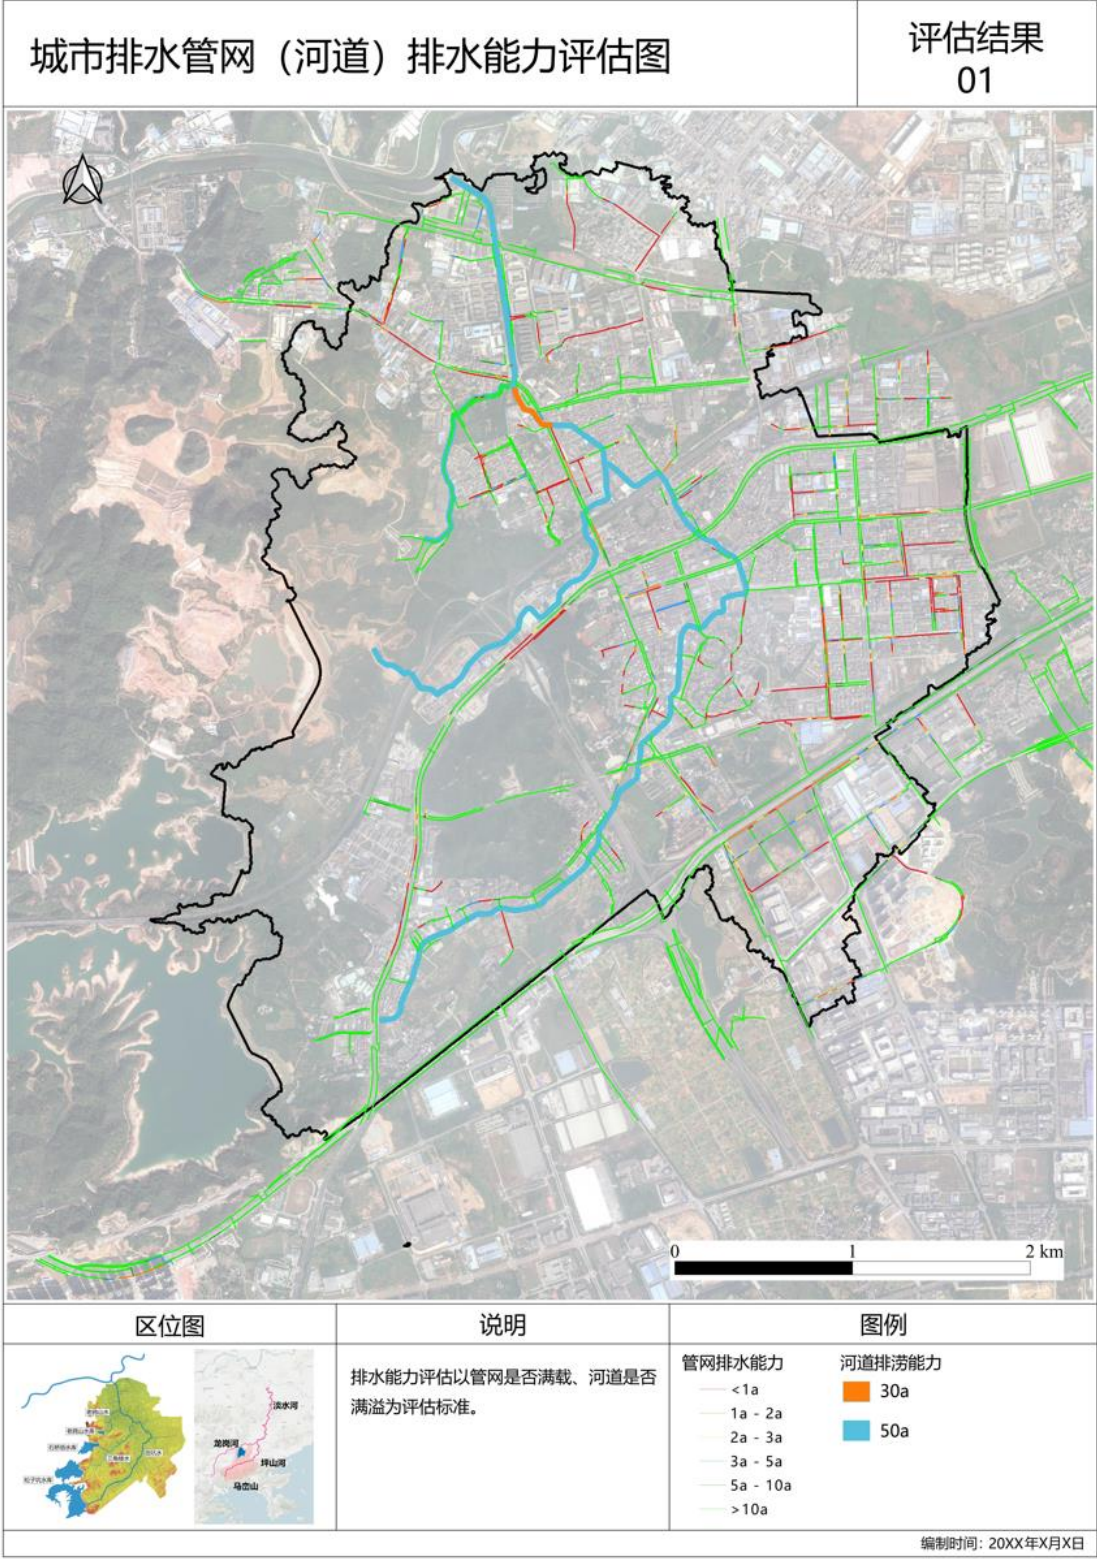 城市排水管网（河道）排水能力评估图
评估结果
01
0 1 2 km
区位图
说明
图例
龙岗河
淡水河
坪山河
马峦山
排水能力评估以管网是否满载、河道是否
满溢为评估标准。
管网排水能力
<1a
1a - 2a
2a - 3a
3a - 5a
5a - 10a
>10a
河道排涝能力
30a
50a
编制时间：20XX年X月X日